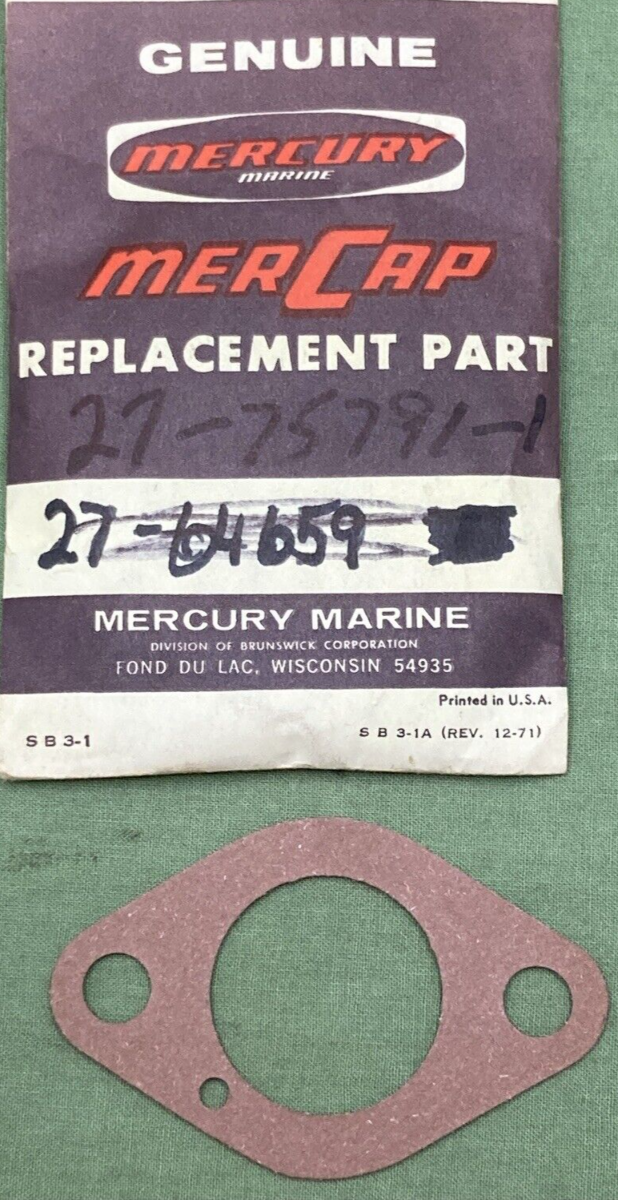 GENUINE
MERCURY
MARINE
MERCAP
REPLACEMENT PART
27-75791-1
27-64659
MERCURY MARINE
DIVISION OF BRUNSWICK CORPORATION
FOND DU LAC, WISCONSIN 54935
Printed in U.S.A.
S B 3-1
S B 3-1A (REV. 12-71)